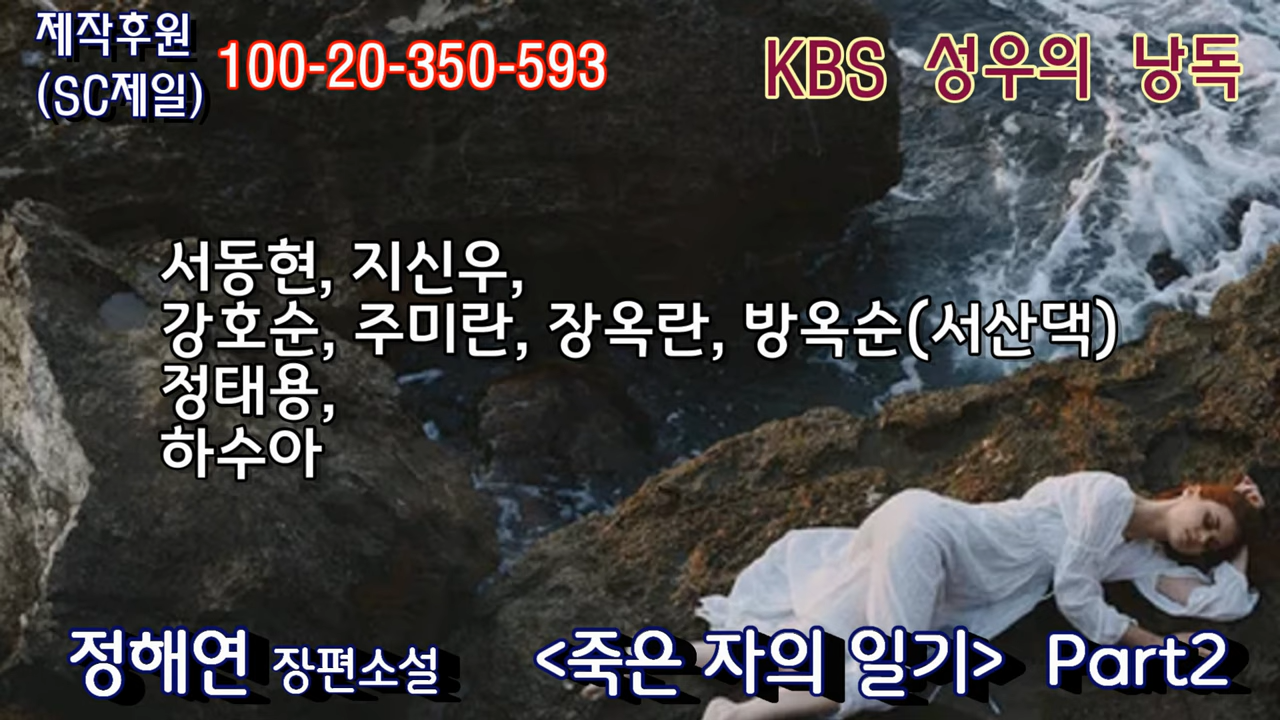 제작후원
(SC제일)
100-20-350-593
KBS 성우의 낭독
서동현, 지신우,
강호순, 주미란, 장옥란, 방옥순(서산댁)
정태용,
하수아
정해연 장편소설
<죽은 자의 일기> Part2